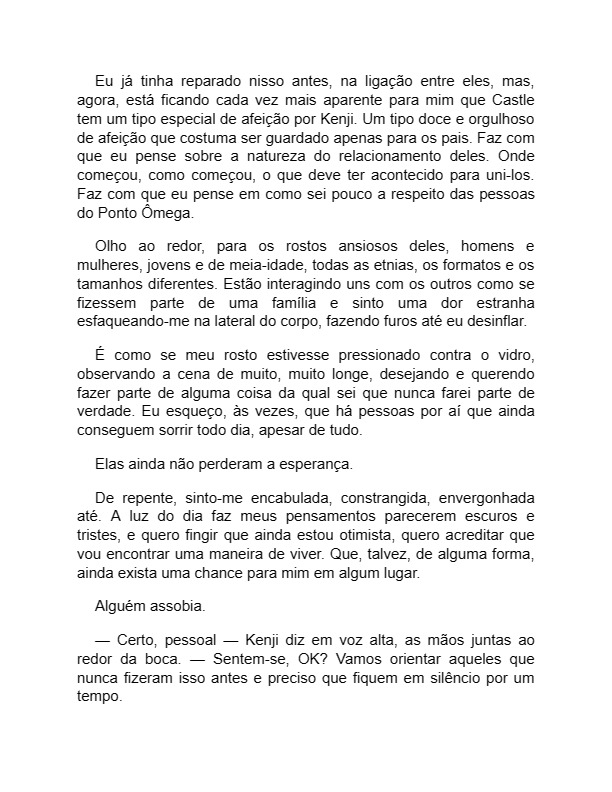 Eu já tinha reparado nisso antes, na ligação entre eles, mas,
agora, está ficando cada vez mais aparente para mim que Castle
tem um tipo especial de afeição por Kenji. Um tipo doce e orgulhoso
de afeição que costuma ser guardado apenas para os pais. Faz com
que eu pense sobre a natureza do relacionamento deles. Onde
começou, como começou, o que deve ter acontecido para uni-los.
Faz com que eu pense em como sei pouco a respeito das pessoas
do Ponto Ômega.
Olho ao redor, para os rostos ansiosos deles, homens e
mulheres, jovens e de meia-idade, todas as etnias, os formatos e os
tamanhos diferentes. Estão interagindo uns com os outros como se
fizessem parte de uma família e sinto uma dor estranha
esfaqueando-me na lateral do corpo, fazendo furos até eu desinflar.
É como se meu rosto estivesse pressionado contra o vidro,
observando a cena de muito, muito longe, desejando e querendo
fazer parte de alguma coisa da qual sei que nunca farei parte de
verdade. Eu esqueço, às vezes, que há pessoas por aí que ainda
conseguem sorrir todo dia, apesar de tudo.
Elas ainda não perderam a esperança.
De repente, sinto-me encabulada, constrangida, envergonhada
até. A luz do dia faz meus pensamentos parecerem escuros e
tristes, e quero fingir que ainda estou otimista, quero acreditar que
vou encontrar uma maneira de viver. Que, talvez, de alguma forma,
ainda exista uma chance para mim em algum lugar.
Alguém assobia.
— Certo, pessoal — Kenji diz em voz alta, as mãos juntas ao
redor da boca. — Sentem-se, OK? Vamos orientar aqueles que
nunca fizeram isso antes e preciso que fiquem em silêncio por um
tempo.